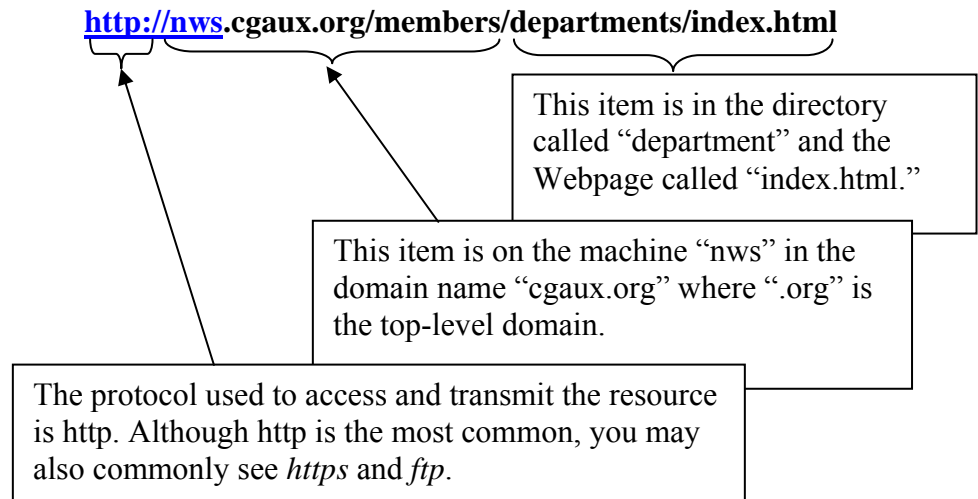 http://nws.cgaux.org/members/departments/index.html
This item is in the directory
called “department” and the
Webpage called “index.html.”
This item is on the machine “nws” in the
domain name “cgaux.org” where “.org” is
the top-level domain.
The protocol used to access and transmit the resource
is http. Although http is the most common, you may
also commonly see https and ftp.